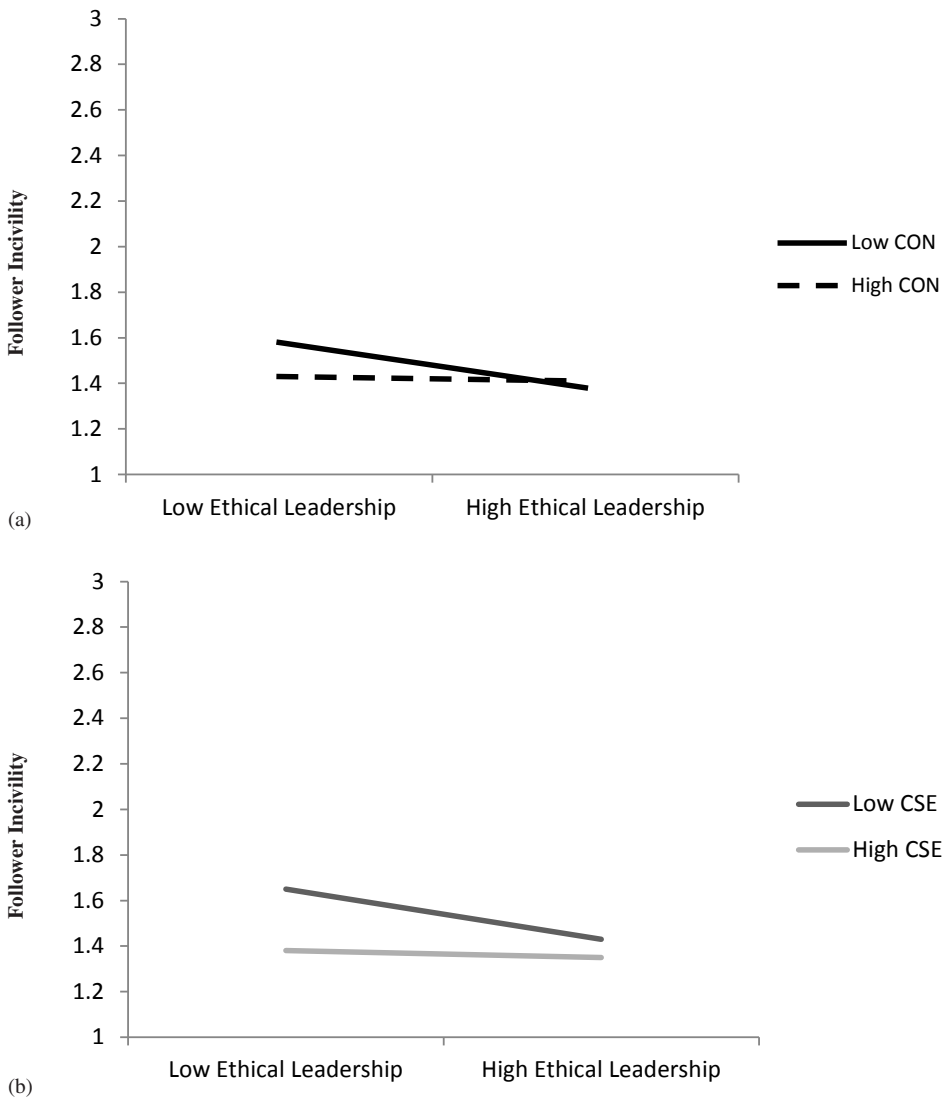 3
2.8
2.6
2.4
2.2
2
1.8
1.6
1.4
1.2
1
Follower Incivility
Low CON
High CON
Low Ethical Leadership High Ethical Leadership
(a)
3
2.8
2.6
2.4
2.2
2
1.8
1.6
1.4
1.2
1
Follower Incivility
Low CSE
High CSE
Low Ethical Leadership High Ethical Leadership
(b)